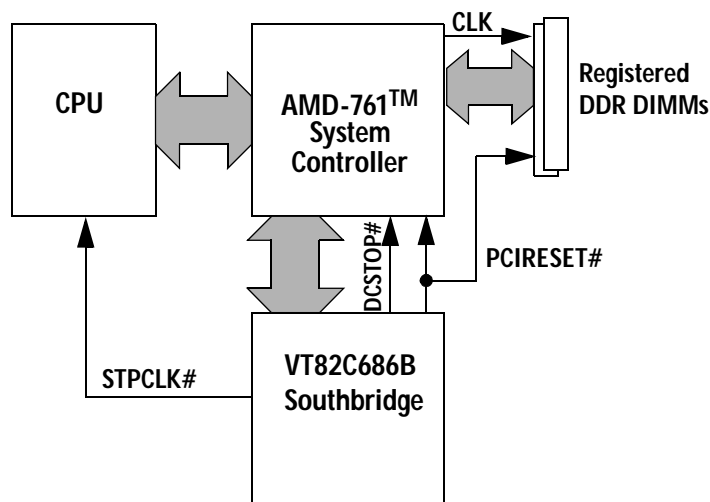 CLK
CPU
AMD-761™
System
Controller
Registered
DDR DIMMs
DCSTOP#
PCIRESET#
STPCLK#
VT82C686B
Southbridge